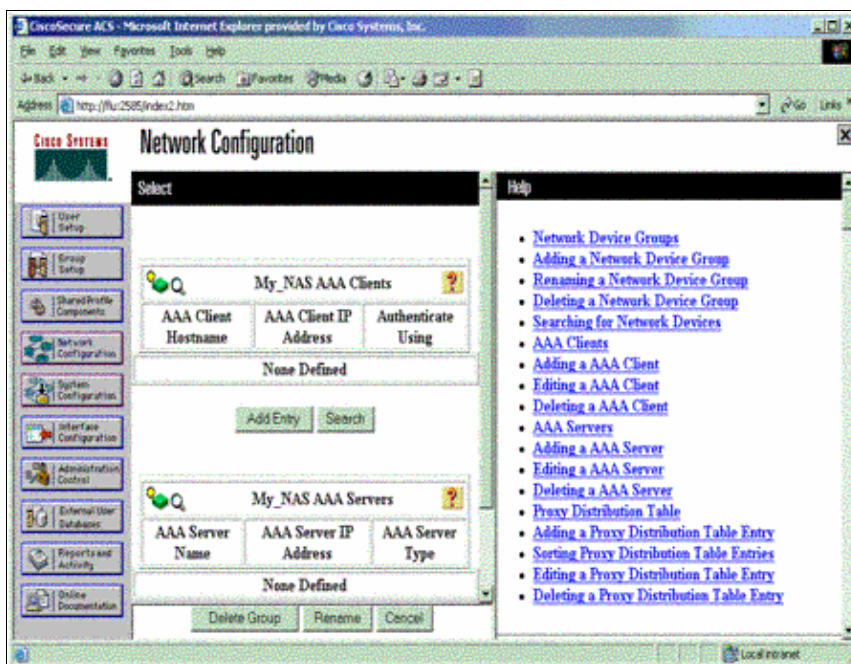 CiscoSecure ACS - Microsoft Internet Explorer provided by Cisco Systems, Inc.
File Edit View Favorites Tools Help
Back Search Favorites Media
Address http://flu:2585/index2.htm Go Links
CISCO SYSTEMS
Network Configuration
User Setup
Group Setup
Shared Profile Components
Network Configuration
System Configuration
Interface Configuration
Administration Control
External User Databases
Reports and Activity
Online Documentation
Select
My_NAS AAA Clients
AAA Client Hostname
AAA Client IP Address
Authenticate Using
None Defined
Add Entry Search
My_NAS AAA Servers
AAA Server Name
AAA Server IP Address
AAA Server Type
None Defined
Delete Group Rename Cancel
Help
Network Device Groups
Adding a Network Device Group
Renaming a Network Device Group
Deleting a Network Device Group
Searching for Network Devices
AAA Clients
Adding a AAA Client
Editing a AAA Client
Deleting a AAA Client
AAA Servers
Adding a AAA Server
Editing a AAA Server
Deleting a AAA Server
Proxy Distribution Table
Adding a Proxy Distribution Table Entry
Sorting Proxy Distribution Table Entries
Editing a Proxy Distribution Table Entry
Deleting a Proxy Distribution Table Entry
Local intranet